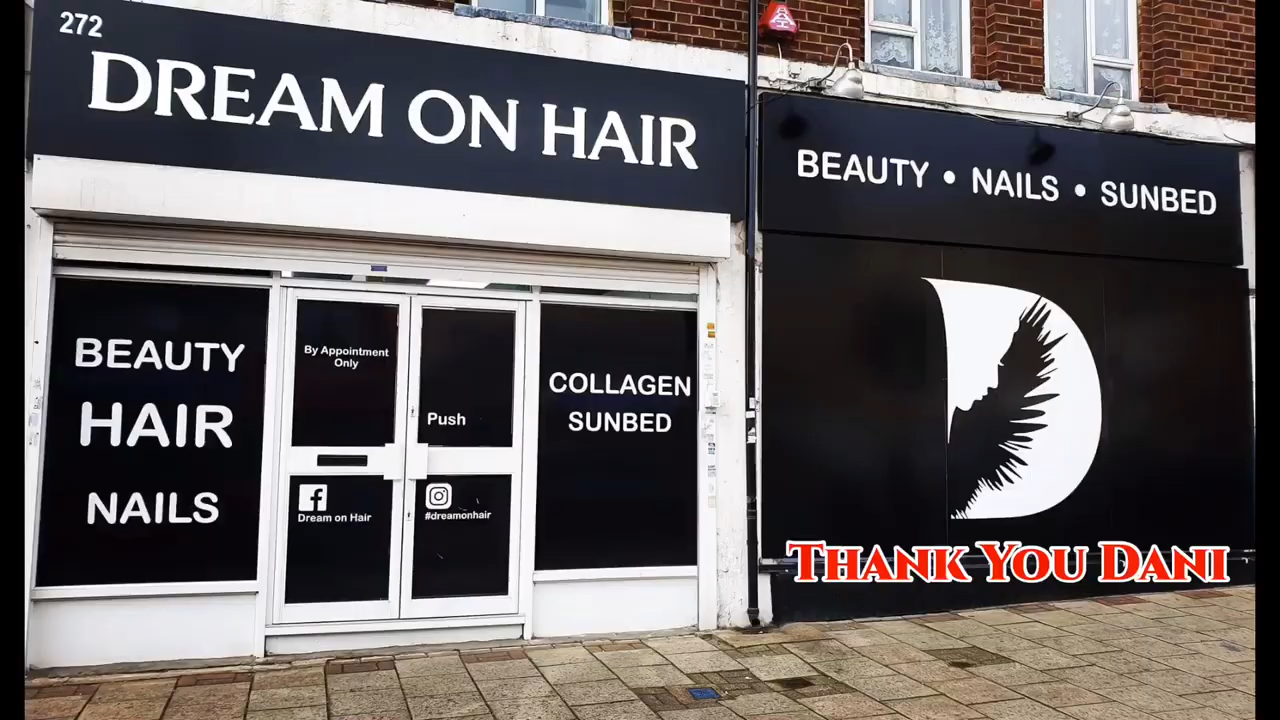 272
DREAM ON HAIR
BEAUTY • NAILS • SUNBED
BEAUTY
HAIR
NAILS
By Appointment
Only
Push
Dream on Hair
#dreamonhair
COLLAGEN
SUNBED
THANK YOU DANI